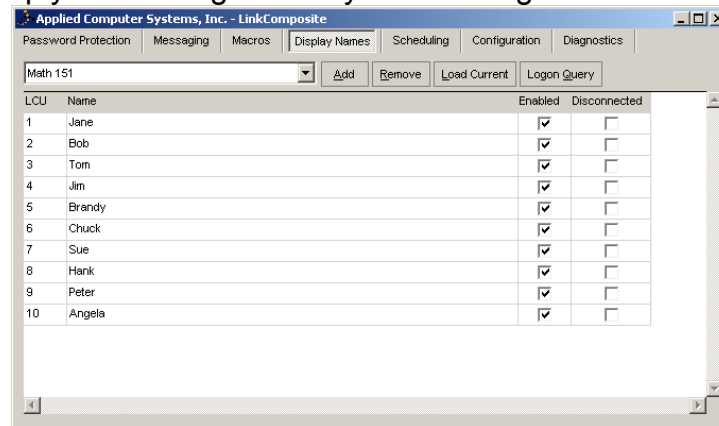 Applied Computer Systems, Inc. - LinkComposite
Password Protection Messaging Macros Display Names Scheduling Configuration Diagnostics
Math 151 Add Remove Load Current Logon Query
LCU Name Enabled Disconnected
1 Jane
2 Bob
3 Tom
4 Jim
5 Brandy
6 Chuck
7 Sue
8 Hank
9 Peter
10 Angela